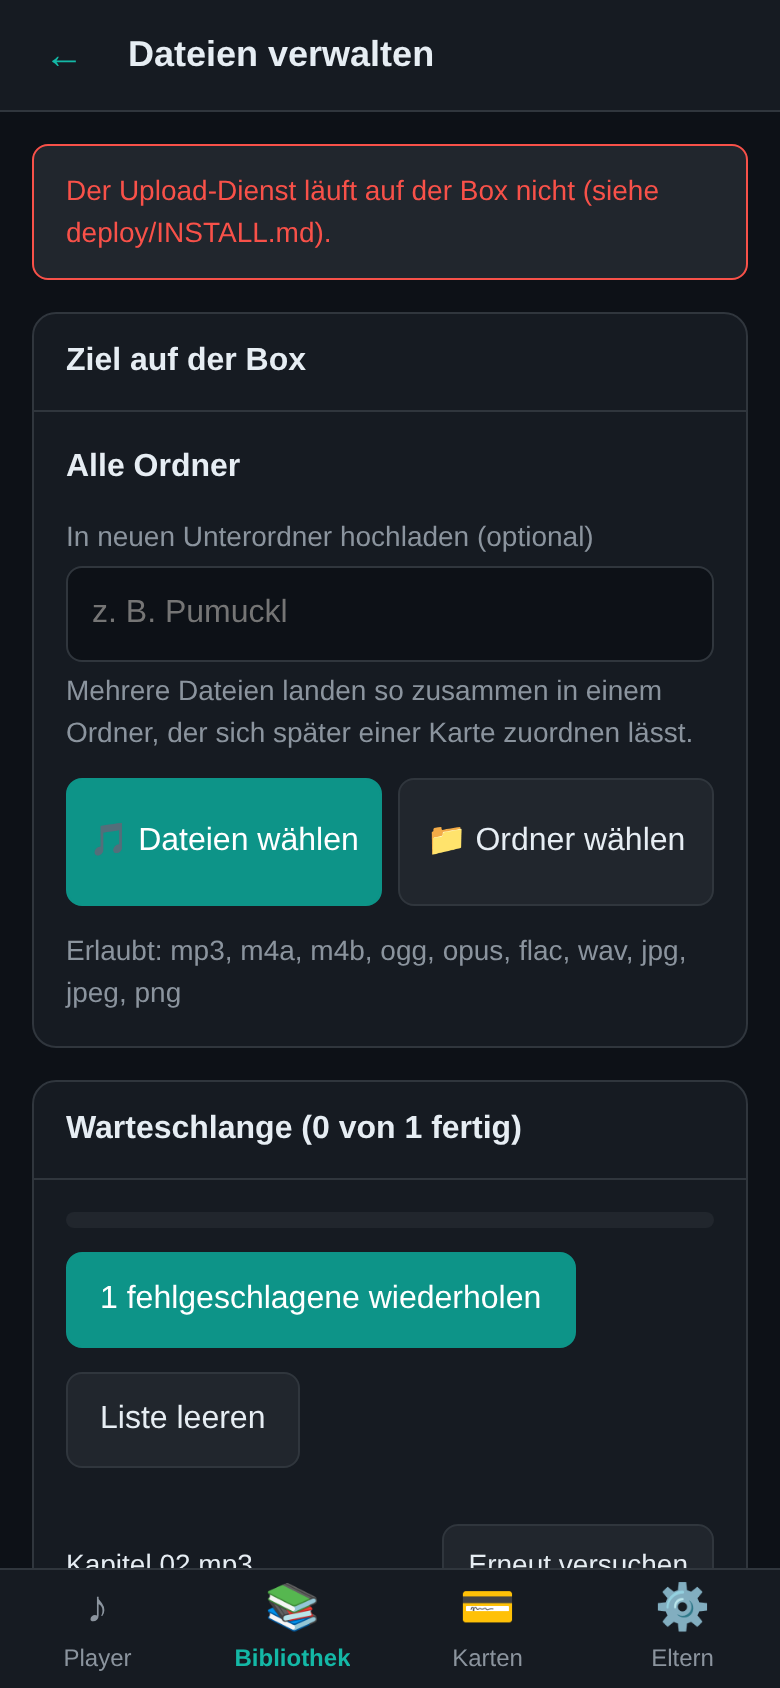 ← Dateien verwalten
Der Upload-Dienst läuft auf der Box nicht (siehe
deploy/INSTALL.md).
Ziel auf der Box
Alle Ordner
In neuen Unterordner hochladen (optional)
z. B. Pumuckl
Mehrere Dateien landen so zusammen in einem
Ordner, der sich später einer Karte zuordnen lässt.
🎵 Dateien wählen
📁 Ordner wählen
Erlaubt: mp3, m4a, m4b, ogg, opus, flac, wav, jpg,
jpeg, png
Warteschlange (0 von 1 fertig)
1 fehlgeschlagene wiederholen
Liste leeren
Kapitel 02.mp3
Erneut versuchen
Player
Bibliothek
Karten
Eltern